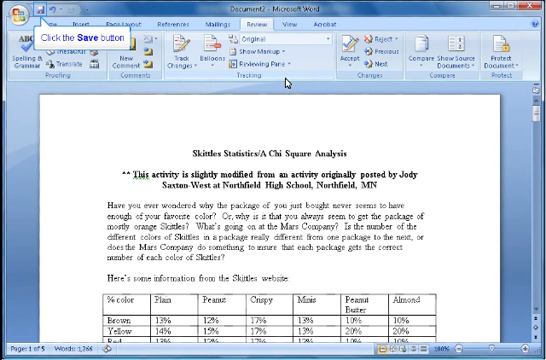 Document2 - Microsoft Word
Insert Page Layout References Mailings Review View Acrobat
Click the Save button
ABC
Spelling & Grammar
Thesaurus
Translate
Proofing
New Comment
Comments
Track Changes
Balloons
Original
Show Markup
Reviewing Pane
Tracking
Accept
Reject
Previous
Next
Changes
Compare
Show Source Documents
Compare
Protect Document
Protect
Skittles Statistics/A Chi Square Analysis
** This activity is slightly modified from an activity originally posted by Jody
Saxton-West at Northfield High School, Northfield, MN
Have you ever wondered why the package of you just bought never seems to have
enough of your favorite color? Or, why is it that you always seem to get the package of
mostly orange Skittles? What's going on at the Mars Company? Is the number of the
different colors of Skittles in a package really different from one package to the next, or
does the Mars Company do something to insure that each package gets the correct
number of each color of Skittles?
Here's some information from the Skittles website:
% color Plain Peanut Crispy Minis Peanut Butter Almond
Brown 13% 12% 17% 13% 10% 10%
Yellow 14% 15% 17% 13% 20% 20%
Red 13% 12% 17% 12% 10% 10%
Page: 1 of 5 Words: 1,266 100%